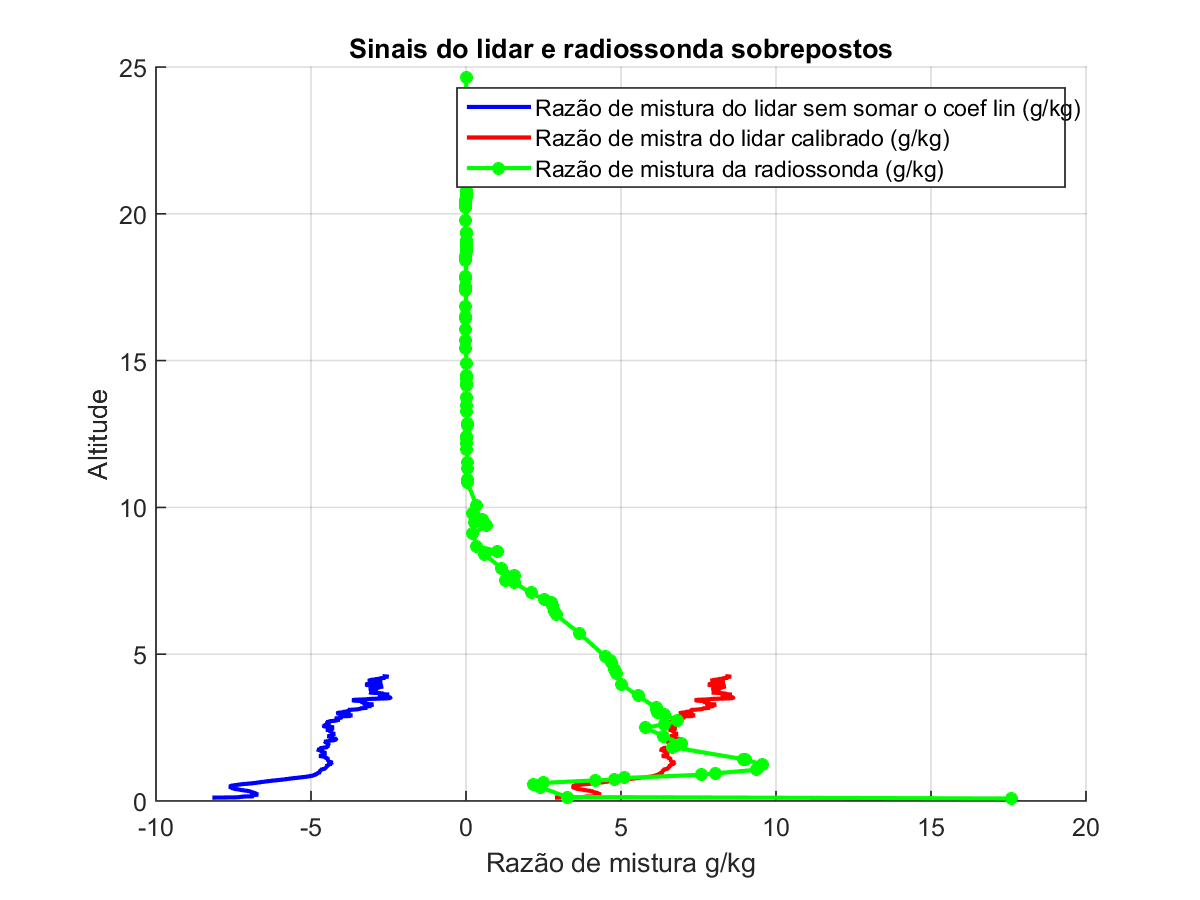 Sinais do lidar e radiossonda sobrepostos
25
Razão de mistura do lidar sem somar o coef lin (g/kg)
Razão de mistra do lidar calibrado (g/kg)
Razão de mistura da radiossonda (g/kg)
20
15
Altitude
10
5
0
-10
-5
0
5
10
15
20
Razão de mistura g/kg